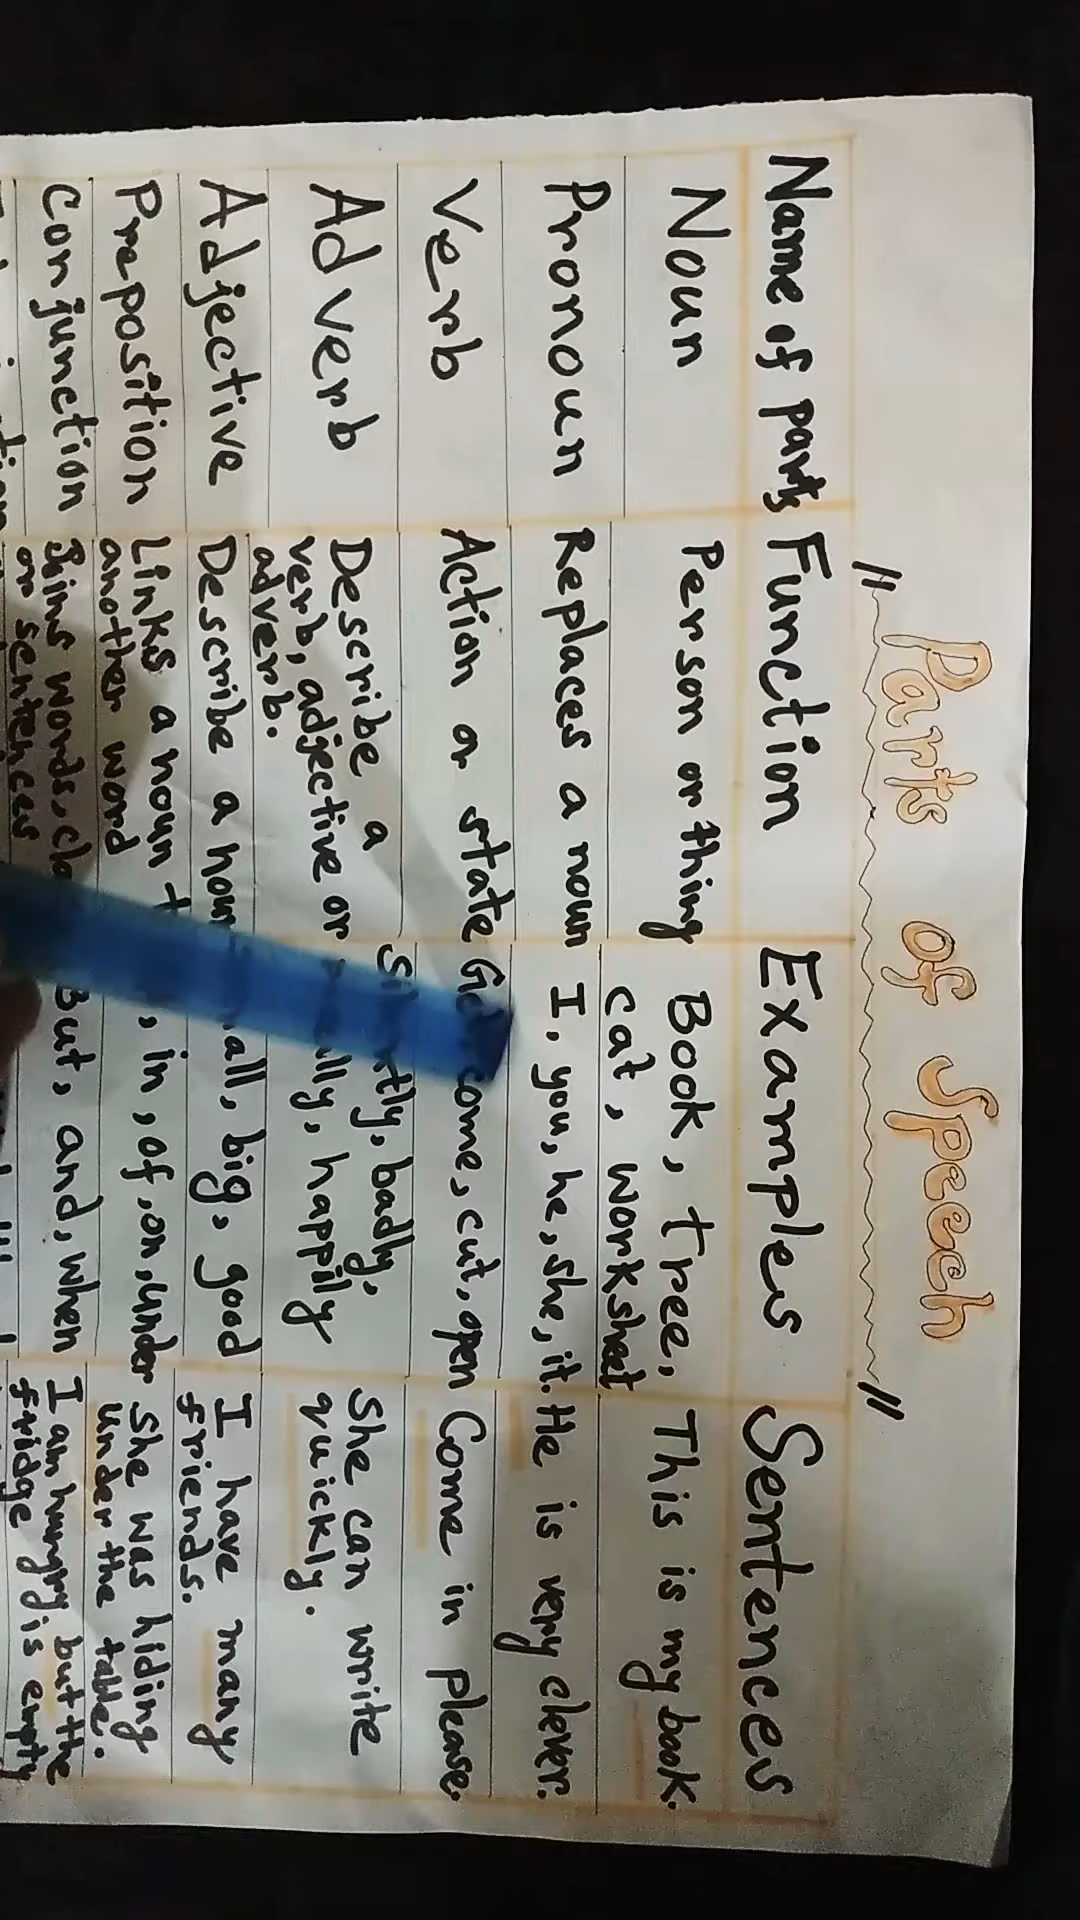 "Parts of Speech"
Name of parts Function Examples Sentences
Noun Person or thing Book, tree, This is my book.
cat, worksheet
Pronoun Replaces a noun I, you, he, she, it. He is very clever.
Verb Action or state come, cut, open Come in please.
Adverb Describe a badly, She can write
verb, adjective or happily quickly.
adverb.
Adjective Describe a big, good I have many
friends.
Preposition Links a noun in, of, on, under She was hiding
another word under the table.
Conjunction Joins words, But, and, when I am hungry, but the
or sentences fridge is empty